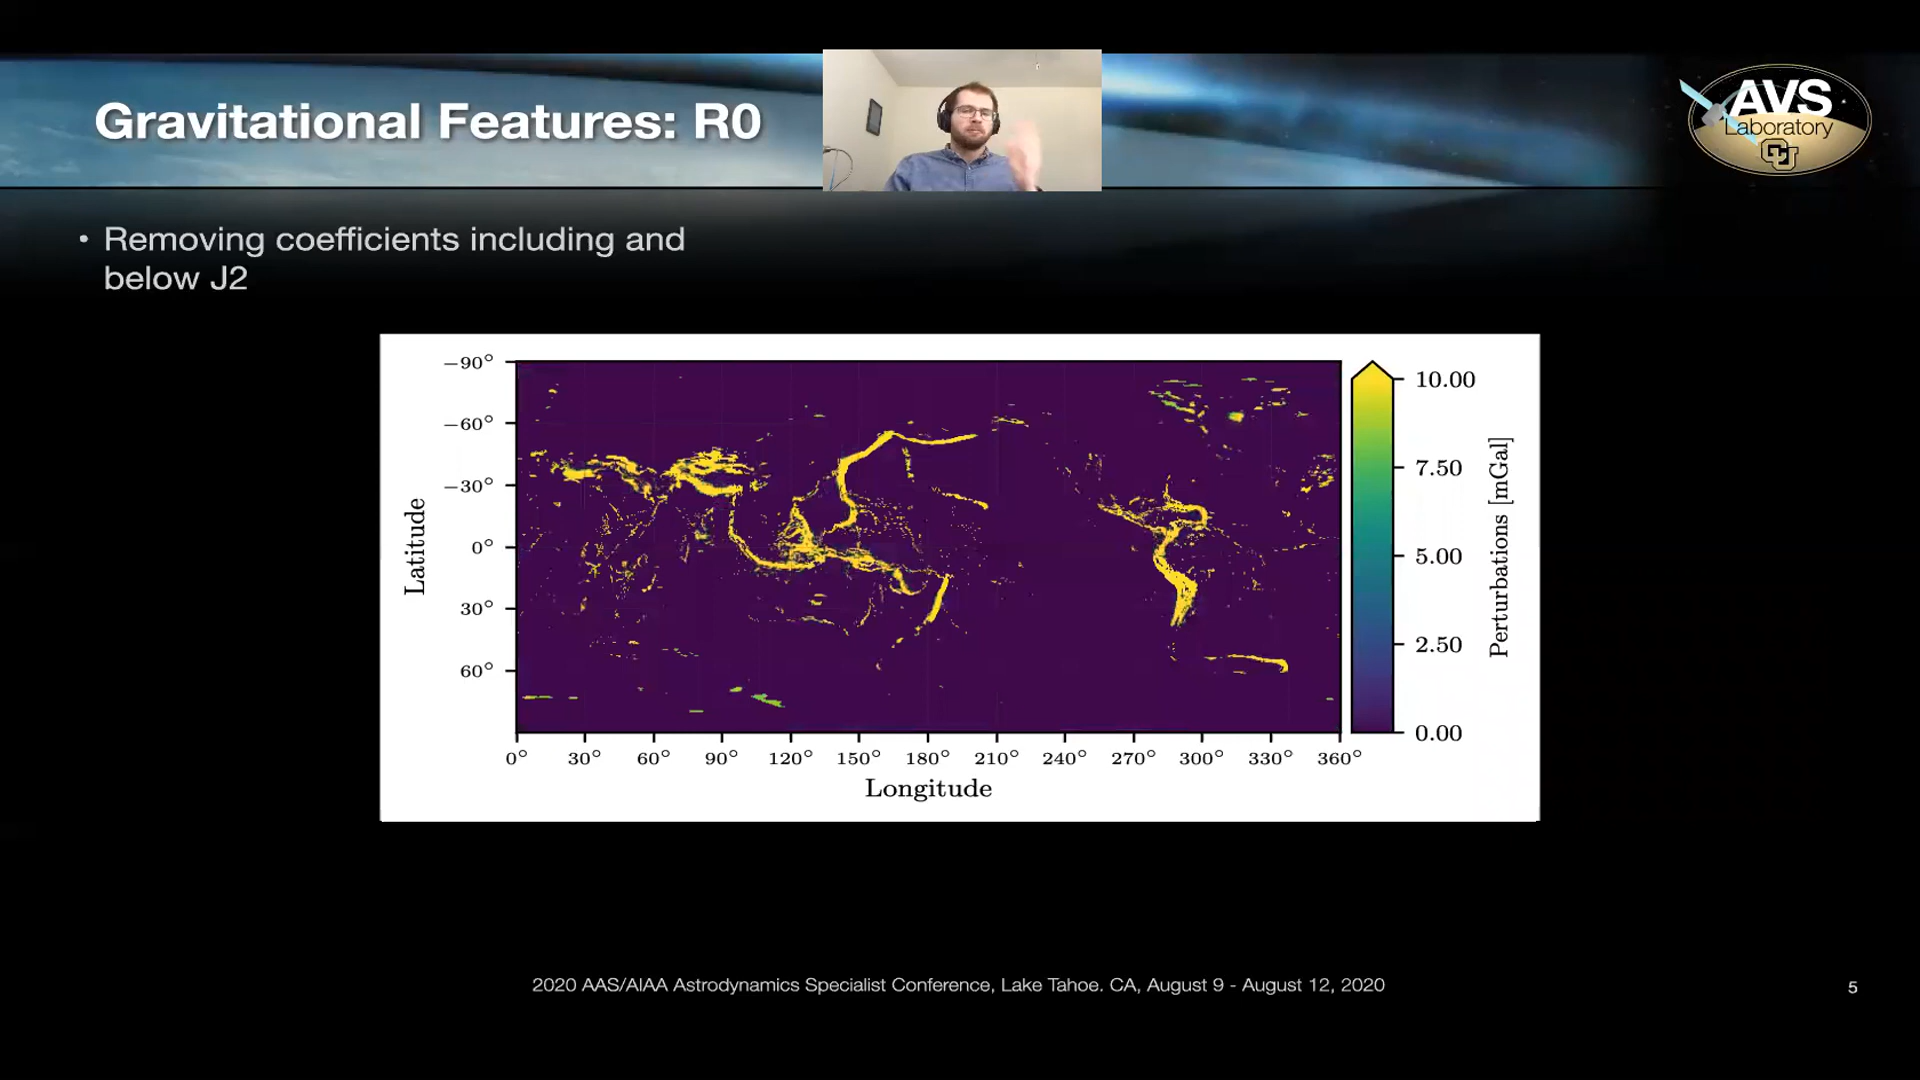 Gravitational Features: R0
AVS
Laboratory
CU
• Removing coefficients including and
below J2
−90°
−60°
−30°
0°
30°
60°
Latitude
0° 30° 60° 90° 120° 150° 180° 210° 240° 270° 300° 330° 360°
Longitude
10.00
7.50
5.00
2.50
0.00
Perturbations [mGal]
2020 AAS/AIAA Astrodynamics Specialist Conference, Lake Tahoe. CA, August 9 - August 12, 2020
5